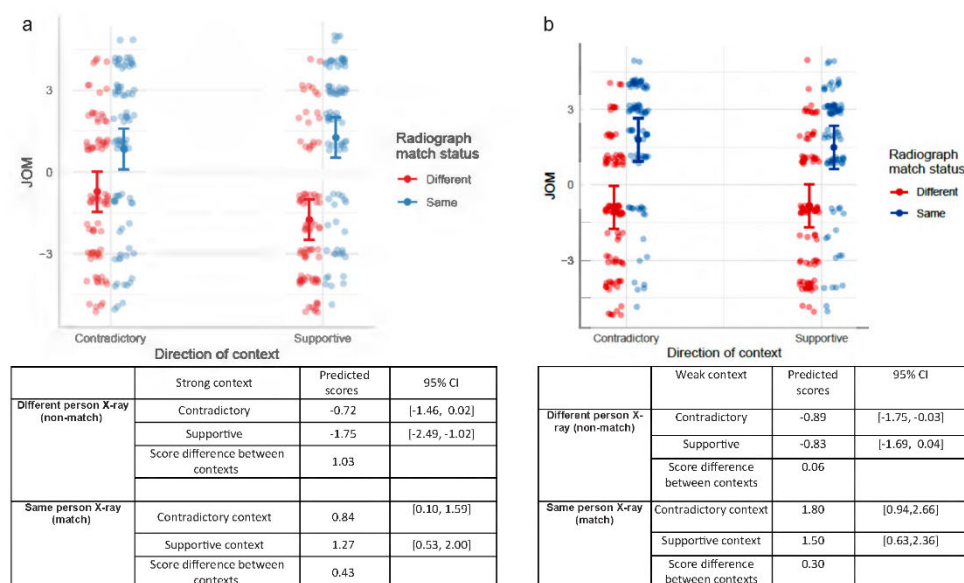 a
JOM
3
0
−3
Contradictory
Supportive
Direction of context
Radiograph
match status
Different
Same
Strong context
Predicted
scores
95% CI
Different person X-ray
(non-match)
Contradictory
-0.72
[-1.46, 0.02]
Supportive
-1.75
[-2.49, -1.02]
Score difference between
contexts
1.03
Same person X-ray
(match)
Contradictory context
0.84
[0.10, 1.59]
Supportive context
1.27
[0.53, 2.00]
Score difference between
contexts
0.43
b
JOM
3
0
−3
Contradictory
Supportive
Direction of context
Radiograph
match status
Different
Same
Weak context
Predicted
scores
95% CI
Different person X-
ray (non-match)
Contradictory
-0.89
[-1.75, -0.03]
Supportive
-0.83
[-1.69, 0.04]
Score difference
between contexts
0.06
Same person X-ray
(match)
Contradictory context
1.80
[0.94,2.66]
Supportive context
1.50
[0.63,2.36]
Score difference
between contexts
0.30